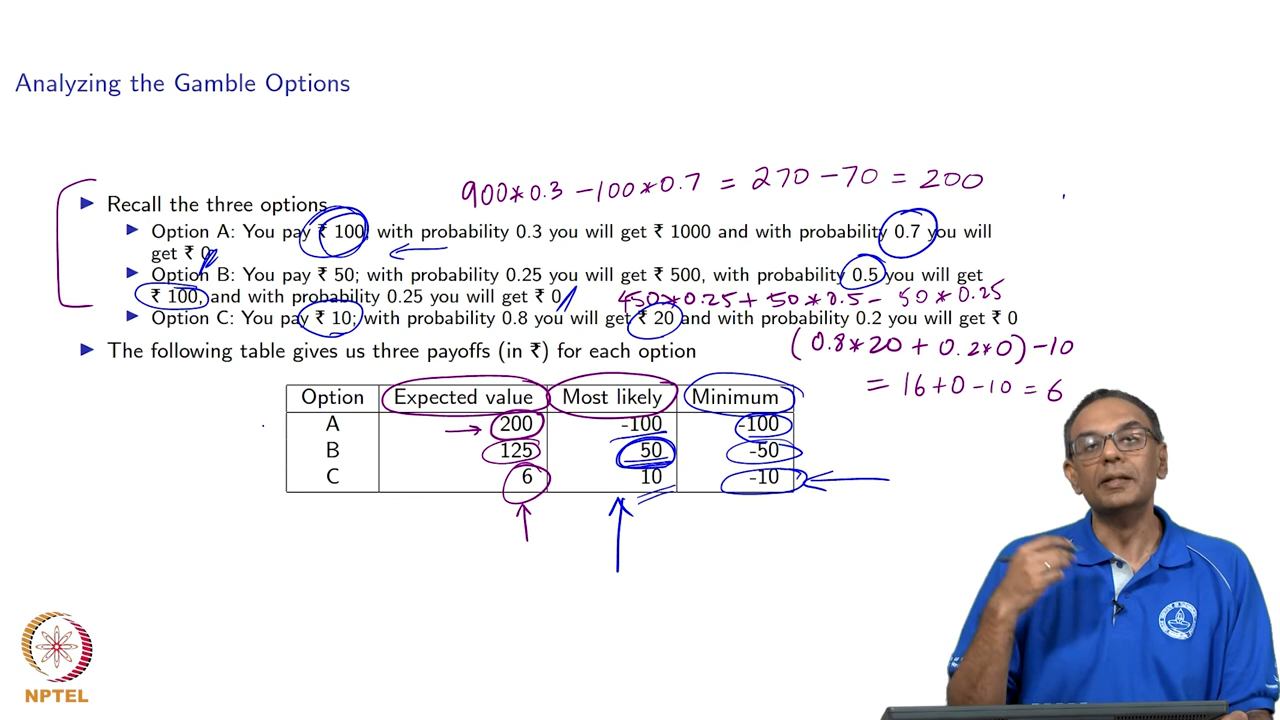 Analyzing the Gamble Options
900*0.3 - 100*0.7 = 270 - 70 = 200
▶ Recall the three options
▶ Option A: You pay ₹ 100; with probability 0.3 you will get ₹ 1000 and with probability 0.7 you will
get ₹ 0
▶ Option B: You pay ₹ 50; with probability 0.25 you will get ₹ 500, with probability 0.5 you will get
₹ 100, and with probability 0.25 you will get ₹ 0
450*0.25 + 50*0.5 - 50*0.25
▶ Option C: You pay ₹ 10; with probability 0.8 you will get ₹ 20 and with probability 0.2 you will get ₹ 0
(0.8*20 + 0.2*0) - 10
▶ The following table gives us three payoffs (in ₹) for each option
= 16 + 0 - 10 = 6
Option Expected value Most likely Minimum
A 200 -100 -100
B 125 50 -50
C 6 10 -10
NPTEL